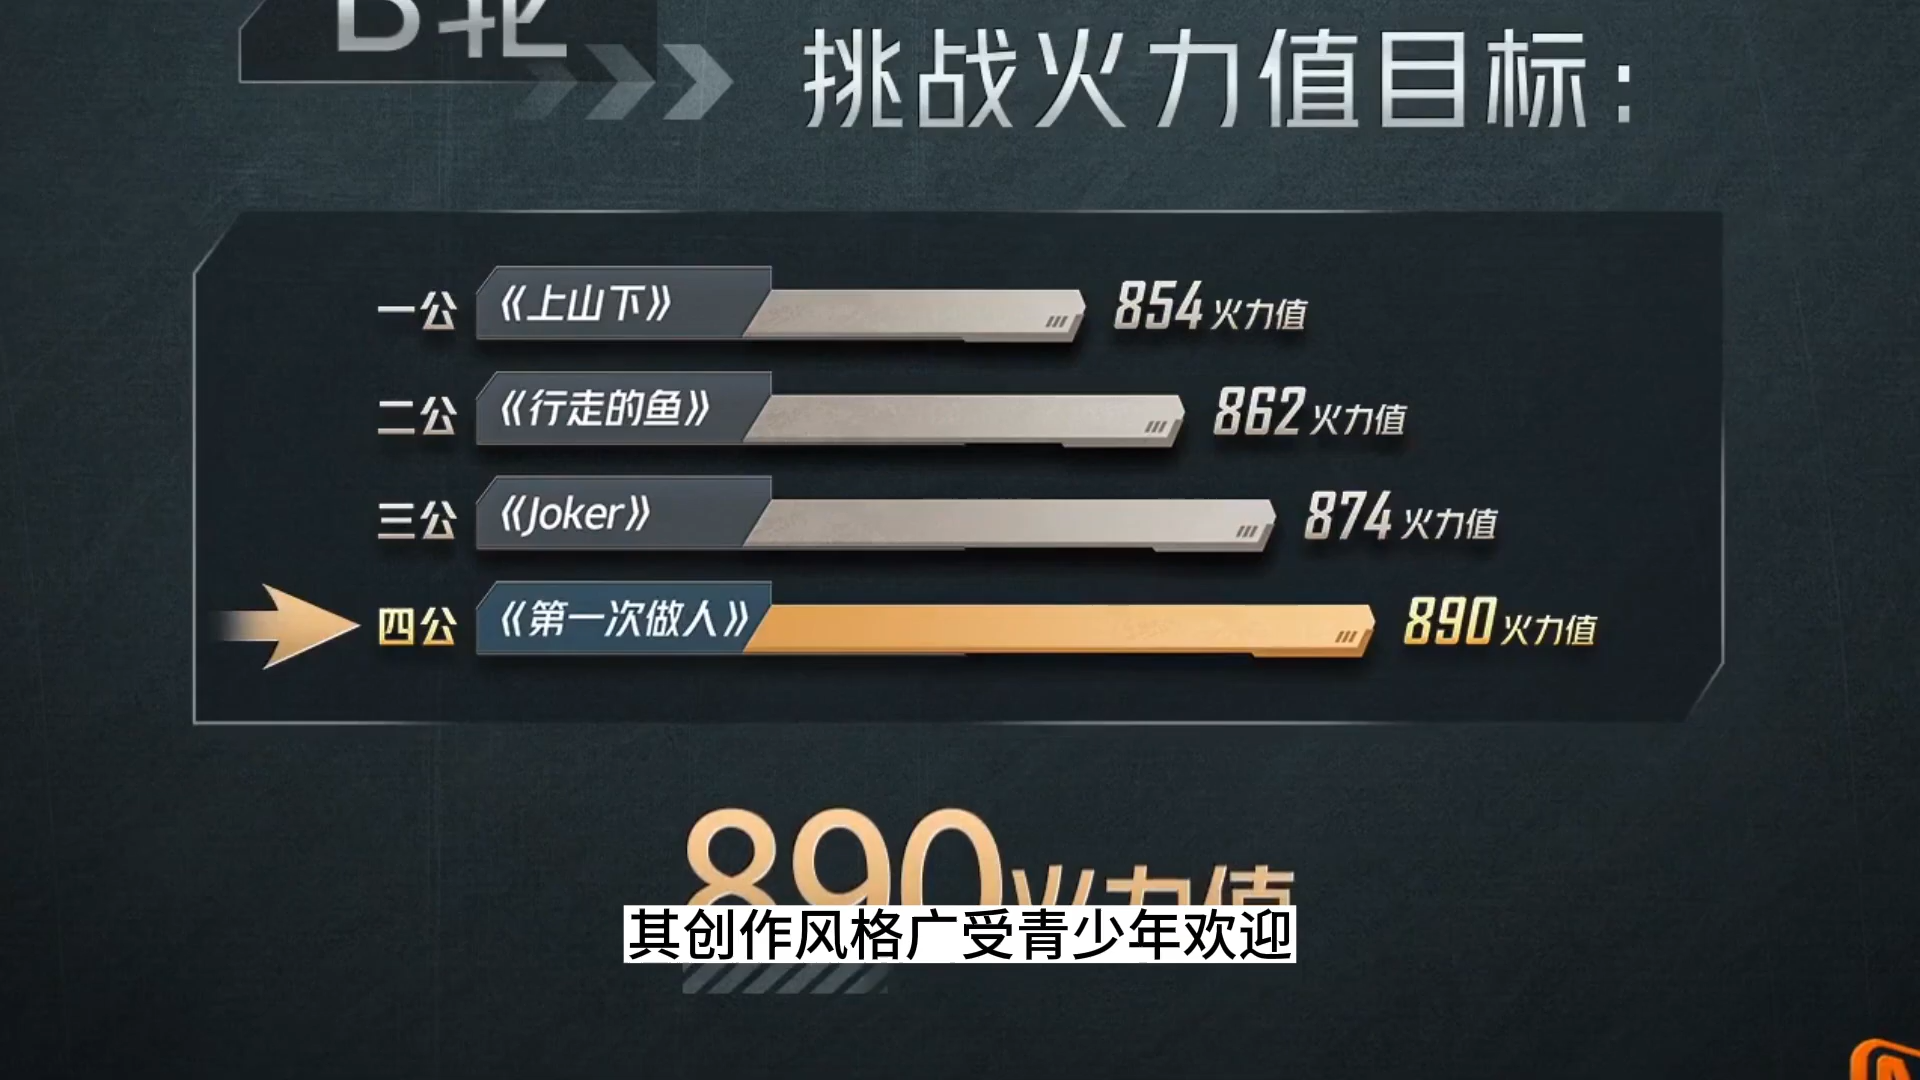 B轮
挑战火力值目标：
一公 《上山下》 854火力值
二公 《行走的鱼》 862火力值
三公 《Joker》 874火力值
四公 《第一次做人》 890火力值
890火力值
其创作风格广受青少年欢迎